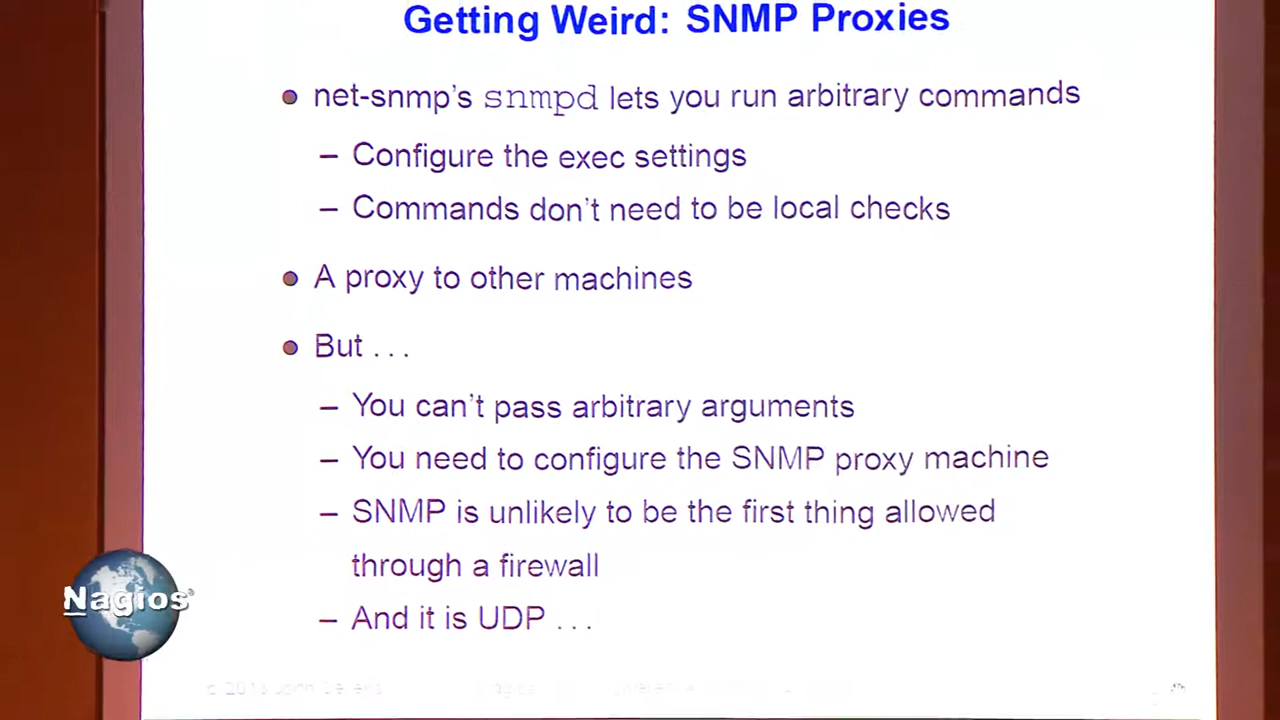 Getting Weird: SNMP Proxies
net-snmp's snmpd lets you run arbitrary commands
– Configure the exec settings
– Commands don't need to be local checks
A proxy to other machines
But . . .
– You can't pass arbitrary arguments
– You need to configure the SNMP proxy machine
– SNMP is unlikely to be the first thing allowed
through a firewall
– And it is UDP . . .
Nagios®